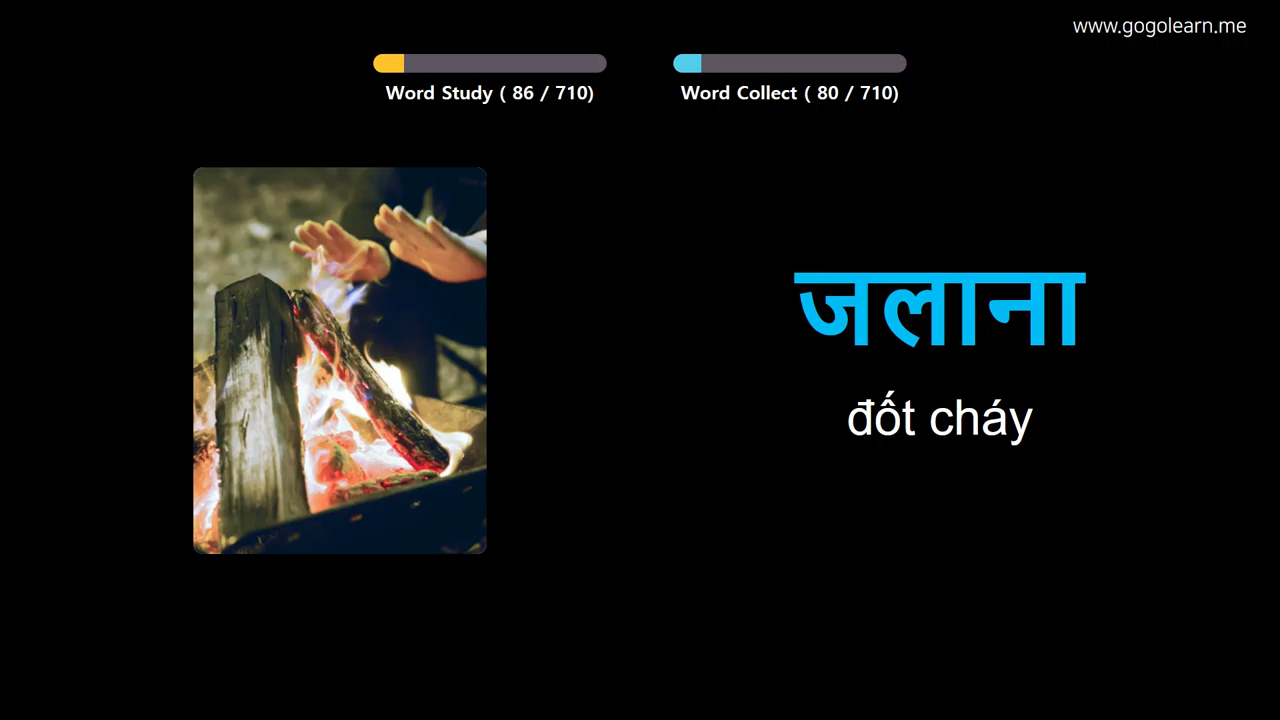 www.gogolearn.me
Word Study ( 86 / 710)
Word Collect ( 80 / 710)
जलाना
đốt cháy